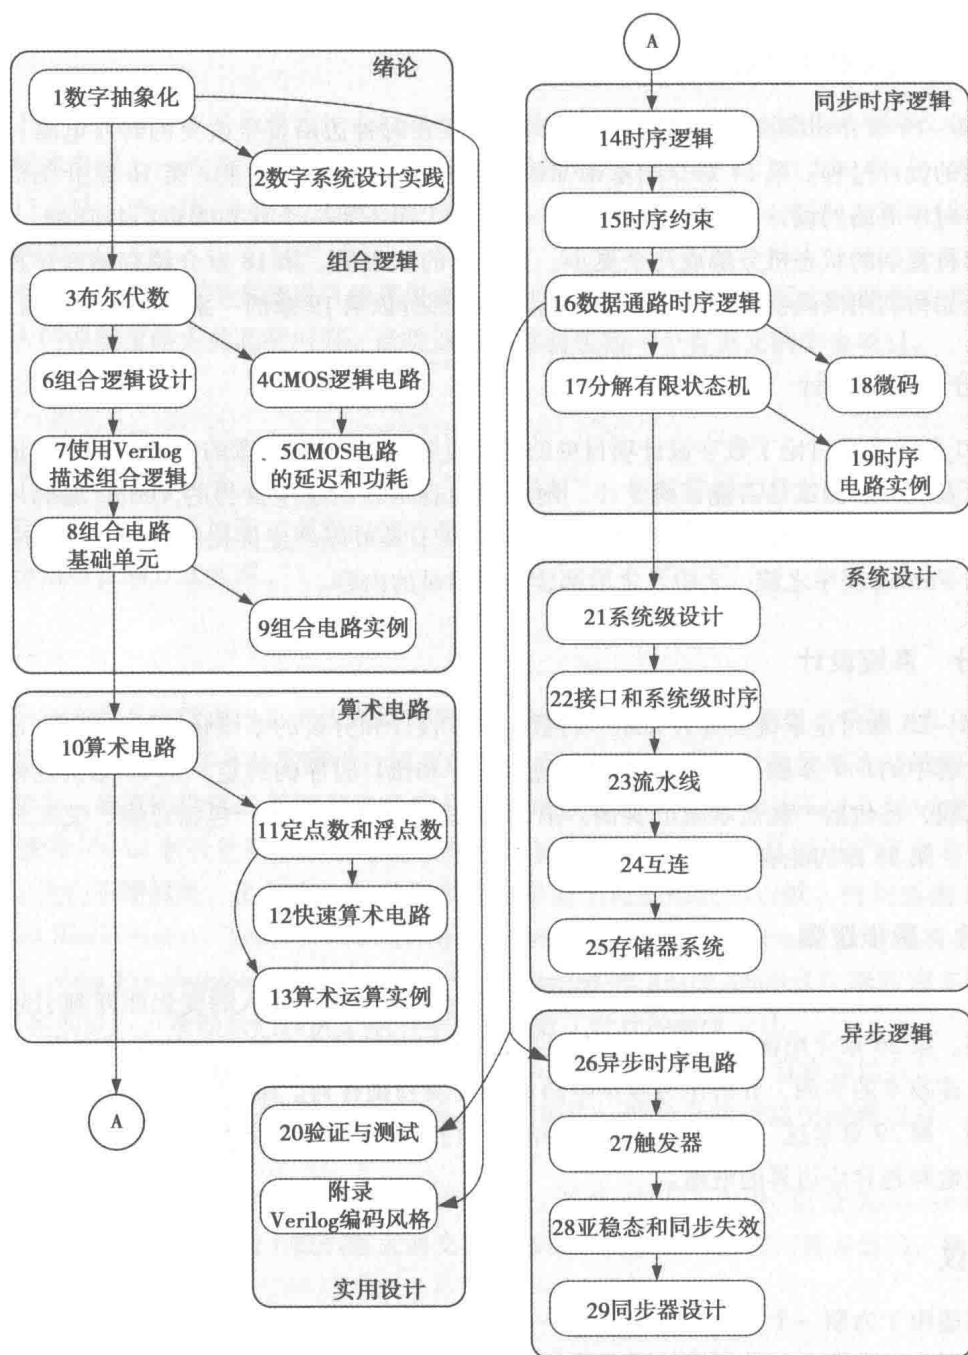 绪论
1数字抽象化
2数字系统设计实践
组合逻辑
3布尔代数
6组合逻辑设计
4CMOS逻辑电路
7使用Verilog
描述组合逻辑
5CMOS电路
的延迟和功耗
8组合电路
基础单元
9组合电路实例
算术电路
10算术电路
11定点数和浮点数
12快速算术电路
13算术运算实例
A
20验证与测试
附录
Verilog编码风格
实用设计
A
同步时序逻辑
14时序逻辑
15时序约束
16数据通路时序逻辑
17分解有限状态机
18微码
19时序
电路实例
系统设计
21系统级设计
22接口和系统级时序
23流水线
24互连
25存储器系统
异步逻辑
26异步时序电路
27触发器
28亚稳态和同步失效
29同步器设计